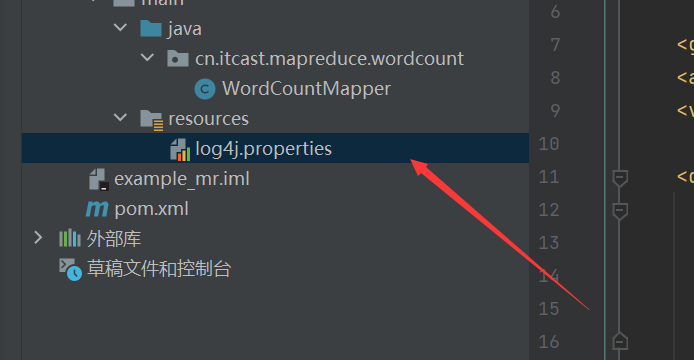 main
java
cn.itcast.mapreduce.wordcount
WordCountMapper
resources
log4j.properties
example_mr.iml
pom.xml
外部库
草稿文件和控制台
6
7 <g
8 <a
9 <v
10
11 <d
12
13
14
15
16